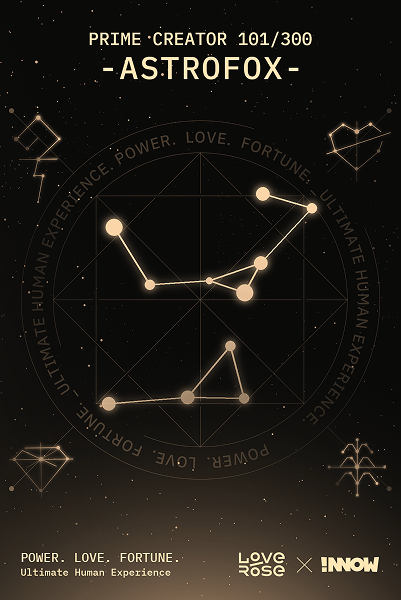 PRIME CREATOR 101/300
-ASTROFOX-
POWER. LOVE. FORTUNE. - ULTIMATE HUMAN EXPERIENCE.
POWER. LOVE. FORTUNE - ULTIMATE HUMAN EXPERIENCE.
POWER. LOVE. FORTUNE.
Ultimate Human Experience
LOVE
ROSE
INNOW